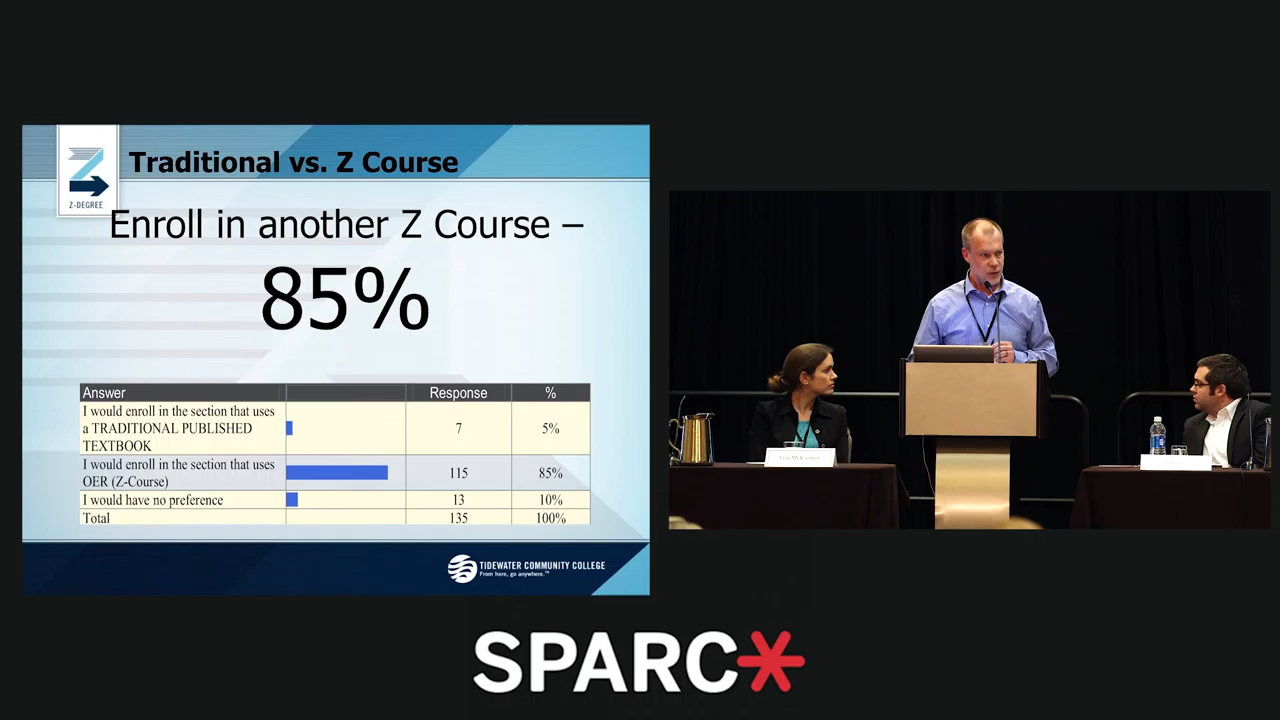 Z-DEGREE
Traditional vs. Z Course
Enroll in another Z Course –
85%
Answer Response %
I would enroll in the section that uses
a TRADITIONAL PUBLISHED
TEXTBOOK 7 5%
I would enroll in the section that uses
OER (Z-Course) 115 85%
I would have no preference 13 10%
Total 135 100%
TIDEWATER COMMUNITY COLLEGE
From here, go anywhere.™
SPARC